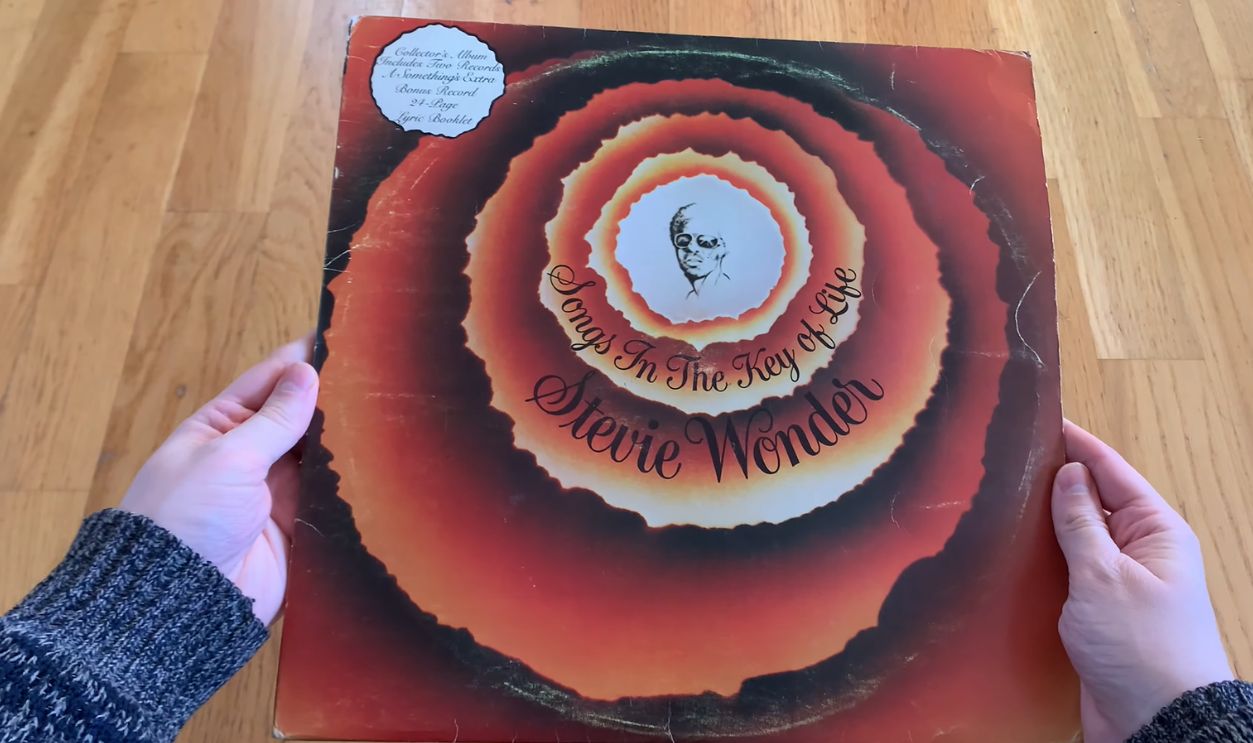 Collector's Album
Includes Two Records
A Something's Extra
Bonus Record
24-Page
Lyric Booklet
Songs In The Key of Life
Stevie Wonder